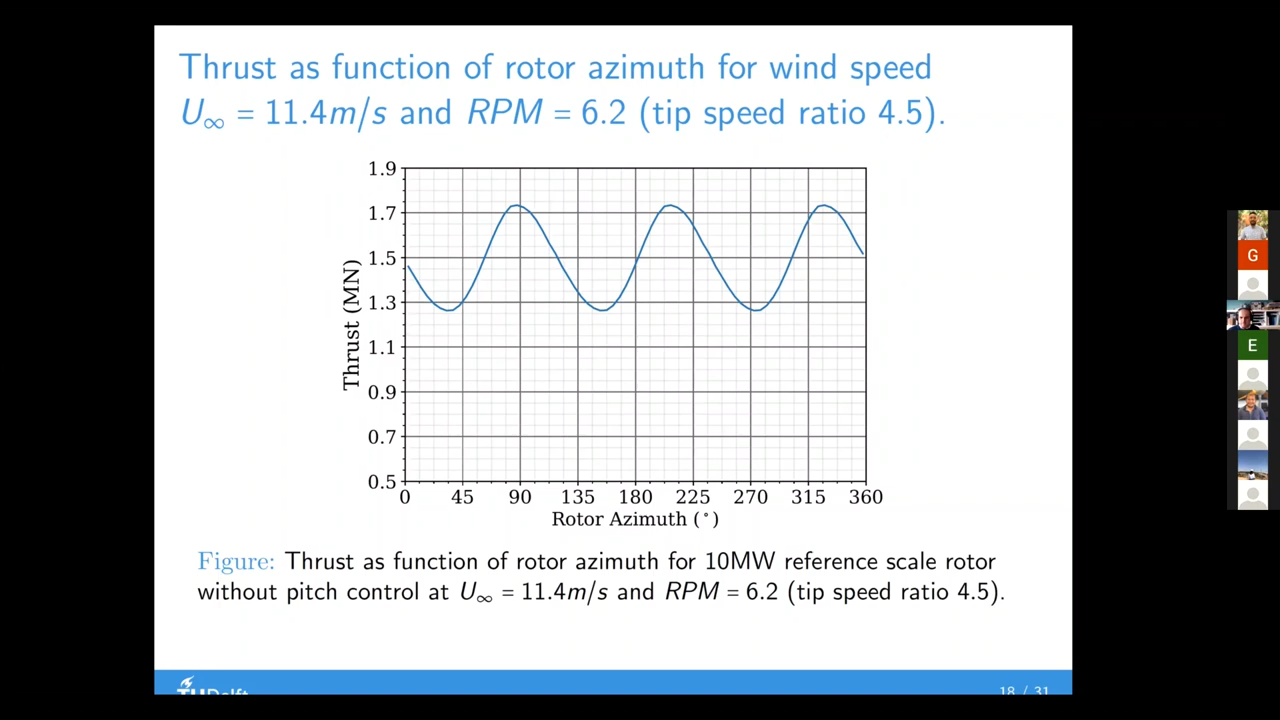 Thrust as function of rotor azimuth for wind speed
U∞ = 11.4m/s and RPM = 6.2 (tip speed ratio 4.5).
1.9
1.7
1.5
1.3
1.1
0.9
0.7
0.5
Thrust (MN)
0 45 90 135 180 225 270 315 360
Rotor Azimuth (°)
Figure: Thrust as function of rotor azimuth for 10MW reference scale rotor
without pitch control at U∞ = 11.4m/s and RPM = 6.2 (tip speed ratio 4.5).
TUDelft
18 / 31
G
E